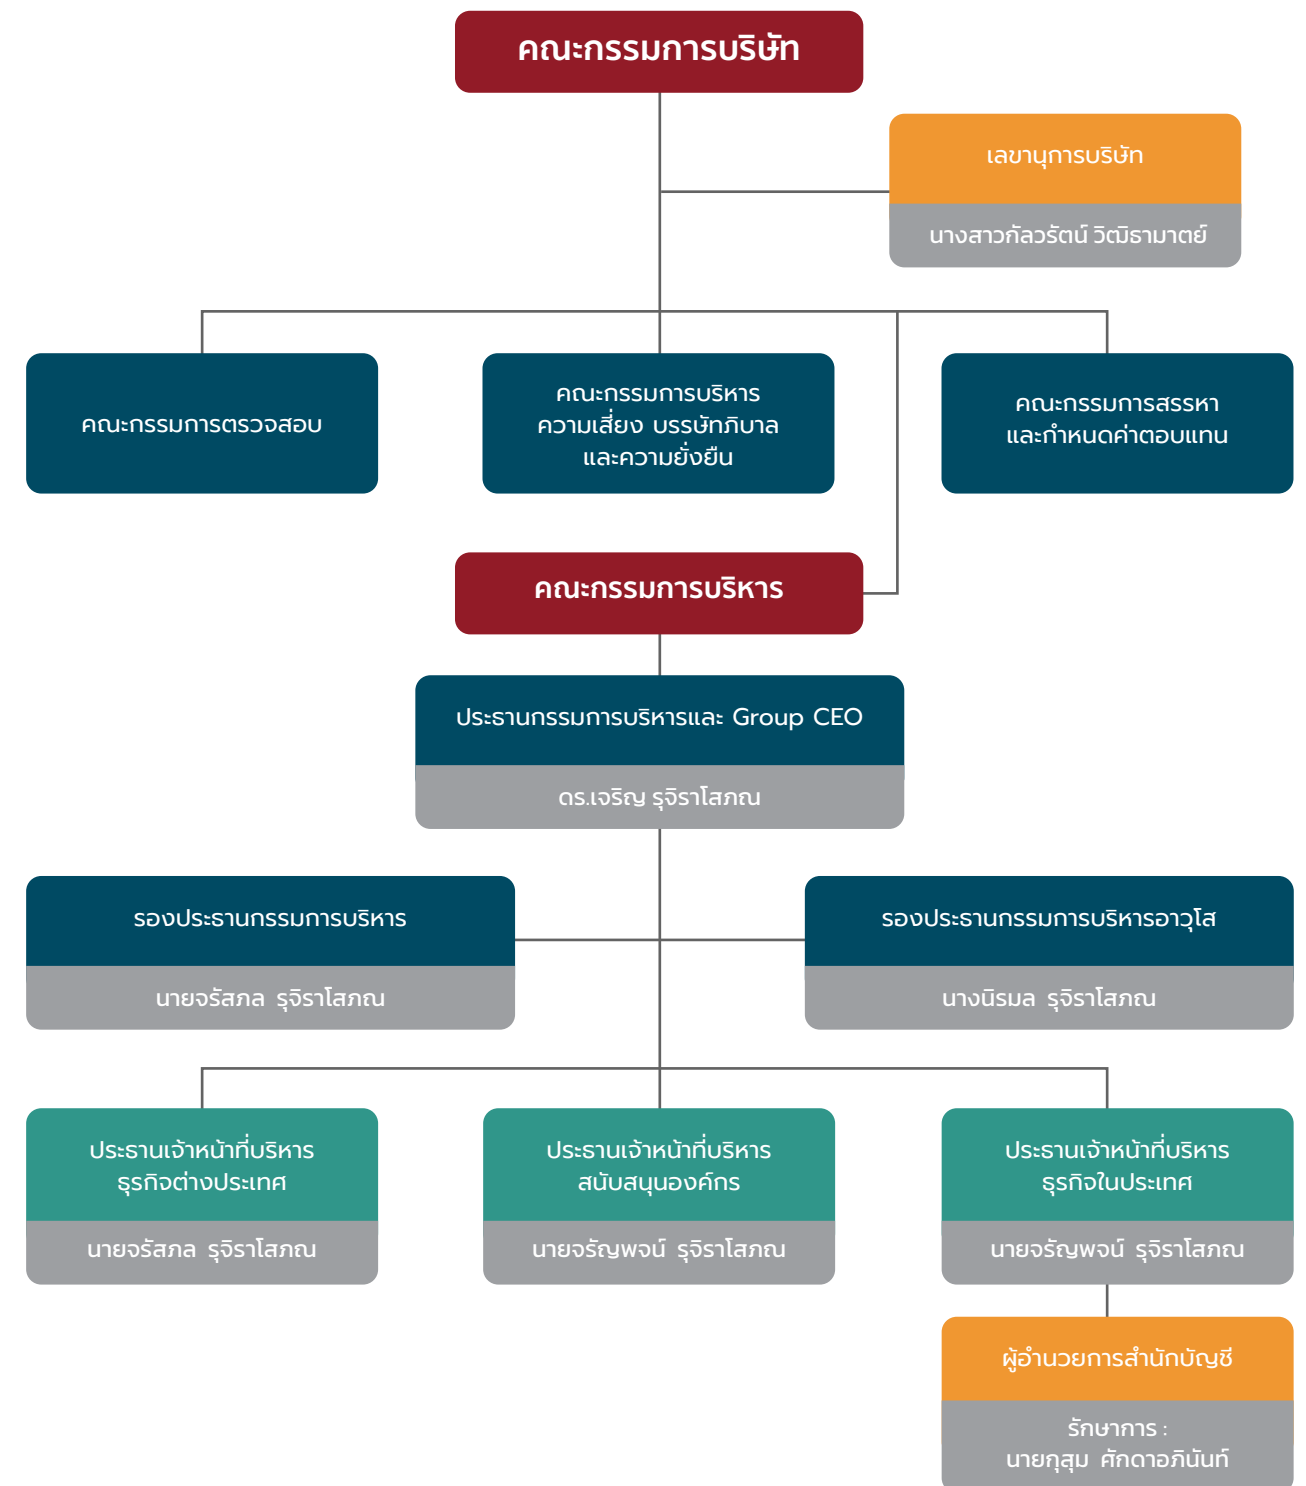 คณะกรรมการบริษัท
เลขานุการบริษัท
นางสาวกัลวรัตน์ วิฒิธามาตย์
คณะกรรมการตรวจสอบ
คณะกรรมการบริหาร
ความเสี่ยง บรรษัทภิบาล
และความยั่งยืน
คณะกรรมการสรรหา
และกำหนดค่าตอบแทน
คณะกรรมการบริหาร
ประธานกรรมการบริหารและ Group CEO
ดร.เจริญ รุจิราโสภณ
รองประธานกรรมการบริหาร
นายจรัสภล รุจิราโสภณ
รองประธานกรรมการบริหารอาวุโส
นางนิรมล รุจิราโสภณ
ประธานเจ้าหน้าที่บริหาร
ธุรกิจต่างประเทศ
นายจรัสภล รุจิราโสภณ
ประธานเจ้าหน้าที่บริหาร
สนับสนุนองค์กร
นายจรัญพจน์ รุจิราโสภณ
ประธานเจ้าหน้าที่บริหาร
ธุรกิจในประเทศ
นายจรัญพจน์ รุจิราโสภณ
ผู้อำนวยการสำนักบัญชี
รักษาการ :
นายกุสุม ศักดาอภินันท์